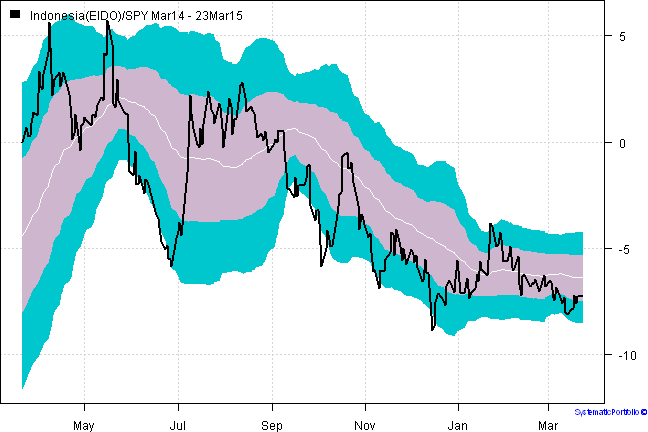 Indonesia(EIDO)/SPY Mar14 - 23Mar15
5
0
-5
-10
May Jul Sep Nov Jan Mar
SystematicPortfolio ©